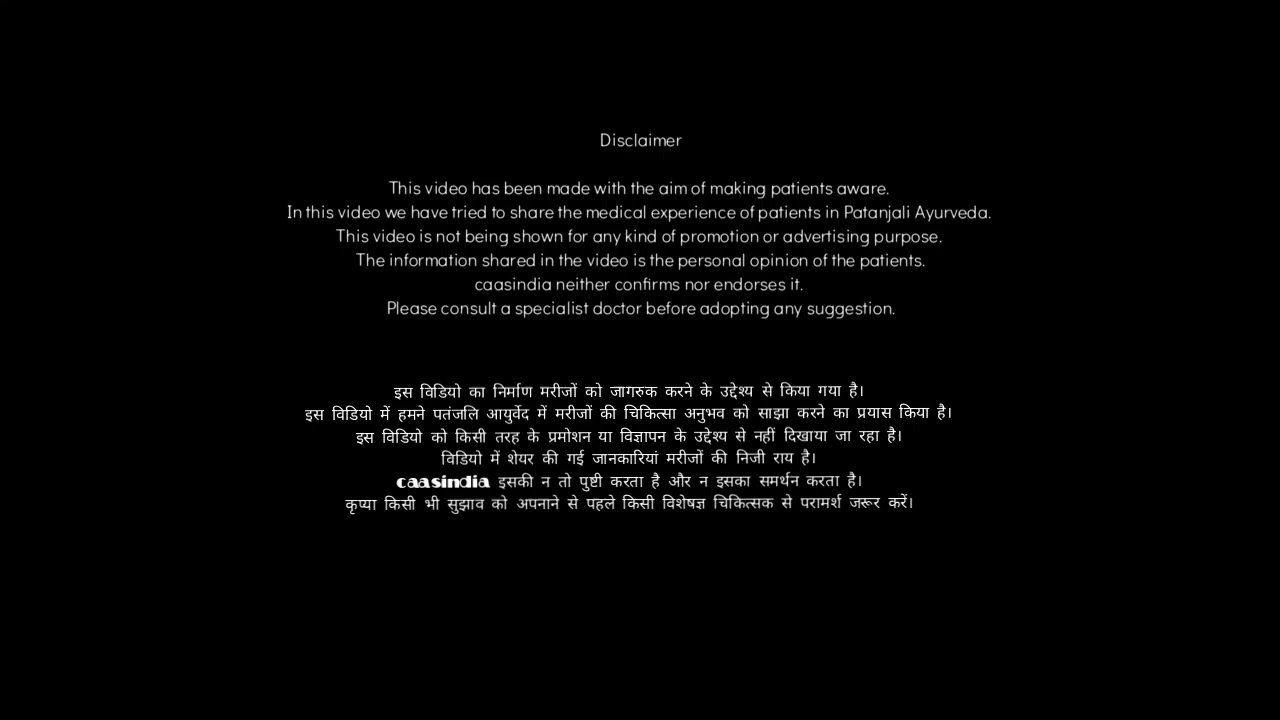 Disclaimer
This video has been made with the aim of making patients aware.
In this video we have tried to share the medical experience of patients in Patanjali Ayurveda.
This video is not being shown for any kind of promotion or advertising purpose.
The information shared in the video is the personal opinion of the patients.
caasindia neither confirms nor endorses it.
Please consult a specialist doctor before adopting any suggestion.
इस विडियो का निर्माण मरीजों को जागरुक करने के उद्देश्य से किया गया है।
इस विडियो में हमने पतंजलि आयुर्वेद में मरीजों की चिकित्सा अनुभव को साझा करने का प्रयास किया है।
इस विडियो को किसी तरह के प्रमोशन या विज्ञापन के उद्देश्य से नहीं दिखाया जा रहा है।
विडियो में शेयर की गई जानकारियां मरीजों की निजी राय है।
caasindia इसकी न तो पुष्टी करता है और न इसका समर्थन करता है।
कृप्या किसी भी सुझाव को अपनाने से पहले किसी विशेषज्ञ चिकित्सक से परामर्श जरूर करें।